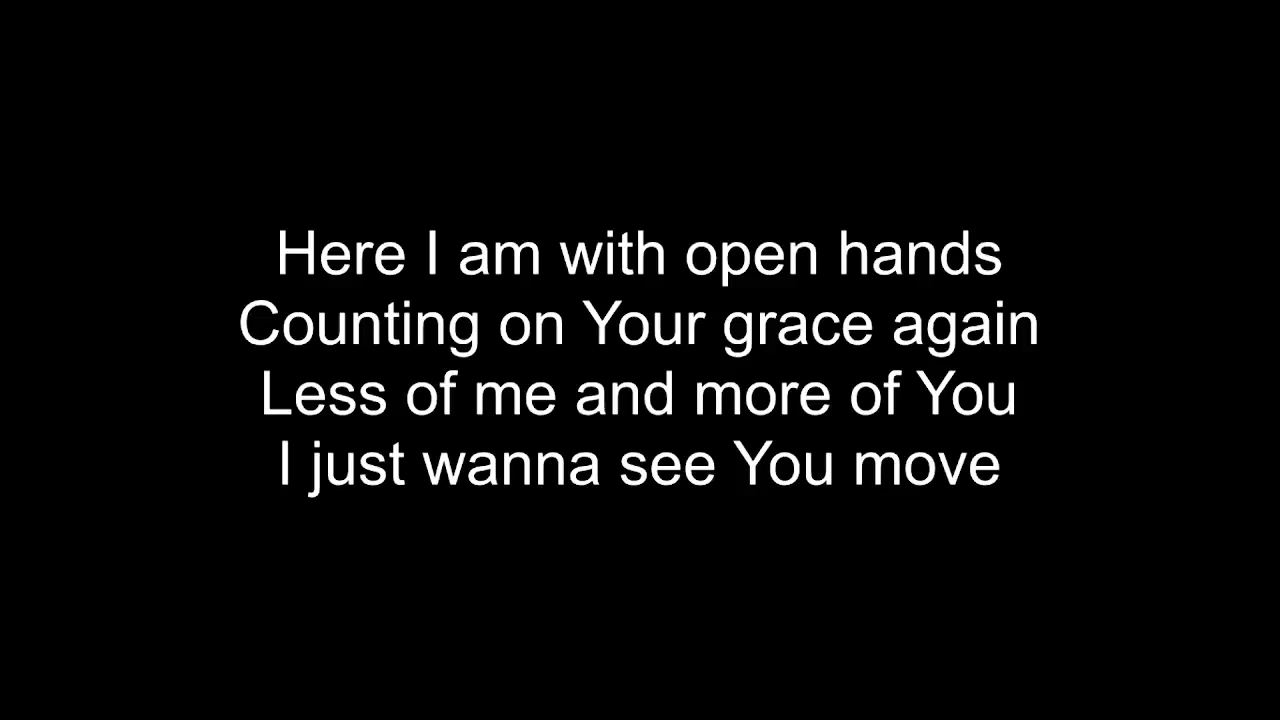 Here I am with open hands
Counting on Your grace again
Less of me and more of You
I just wanna see You move